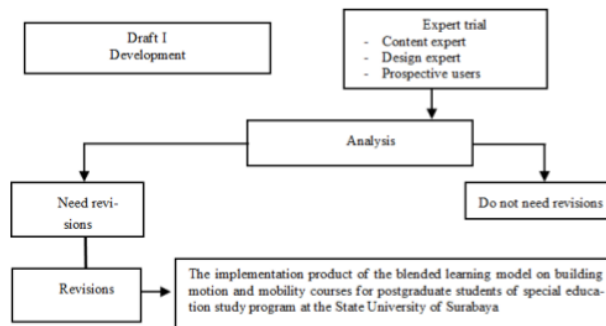 Draft I
Development
Expert trial
- Content expert
- Design expert
- Prospective users
Analysis
Need revi-
sions
Do not need revisions
Revisions
The implementation product of the blended learning model on building
motion and mobility courses for postgraduate students of special educa-
tion study program at the State University of Surabaya